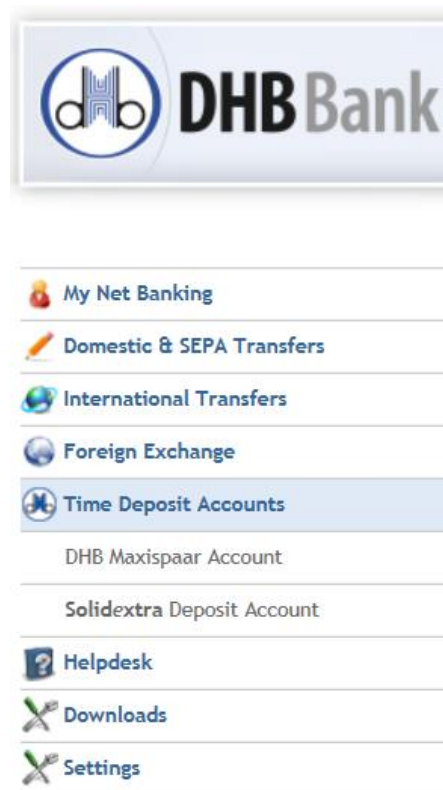 dhb DHB Bank
My Net Banking
Domestic & SEPA Transfers
International Transfers
Foreign Exchange
Time Deposit Accounts
DHB Maxispaar Account
Solidextra Deposit Account
Helpdesk
Downloads
Settings